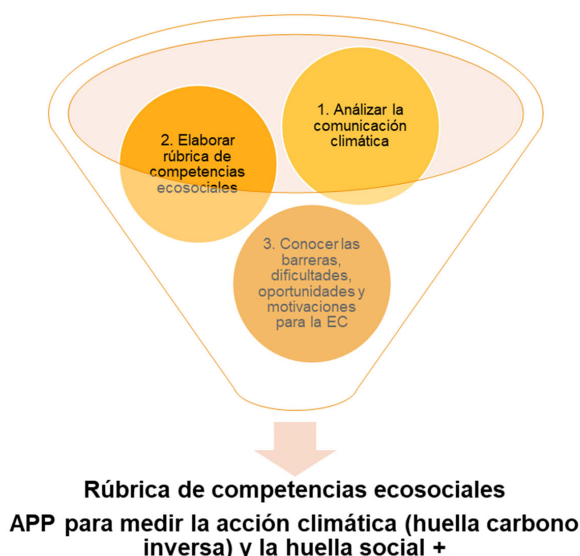 1. Análizar la
comunicación
climática
2. Elaborar
rúbrica de
competencias
ecosociales
3. Conocer las
barreras,
dificultades,
oportunidades y
motivaciones
para la EC
Rúbrica de competencias ecosociales
APP para medir la acción climática (huella carbono
inversa) y la huella social +